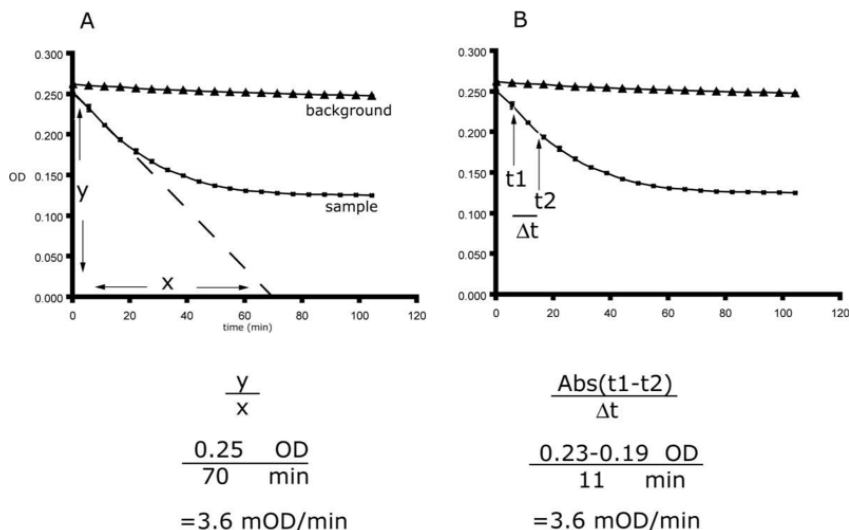 A
0.300
0.250
0.200
0.150
0.100
0.050
0.000
OD
background
sample
y
x
0 20 40 60 80 100 120
time (min)
y
x
0.25 OD
70 min
=3.6 mOD/min
B
0.300
0.250
0.200
0.150
0.100
0.050
0.000
background
sample
t1
t2
Δt
0 20 40 60 80 100 120
Abs(t1-t2)
Δt
0.23-0.19 OD
11 min
=3.6 mOD/min